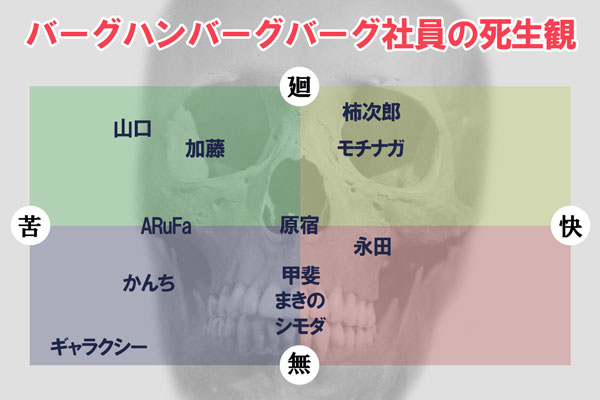 バーグハンバーグバーグ社員の死生観
廻
柿次郎
山口
加藤
モチナガ
苦
ARuFa
原宿
快
永田
かんち
甲斐
まきの
シモダ
ギャラクシー
無